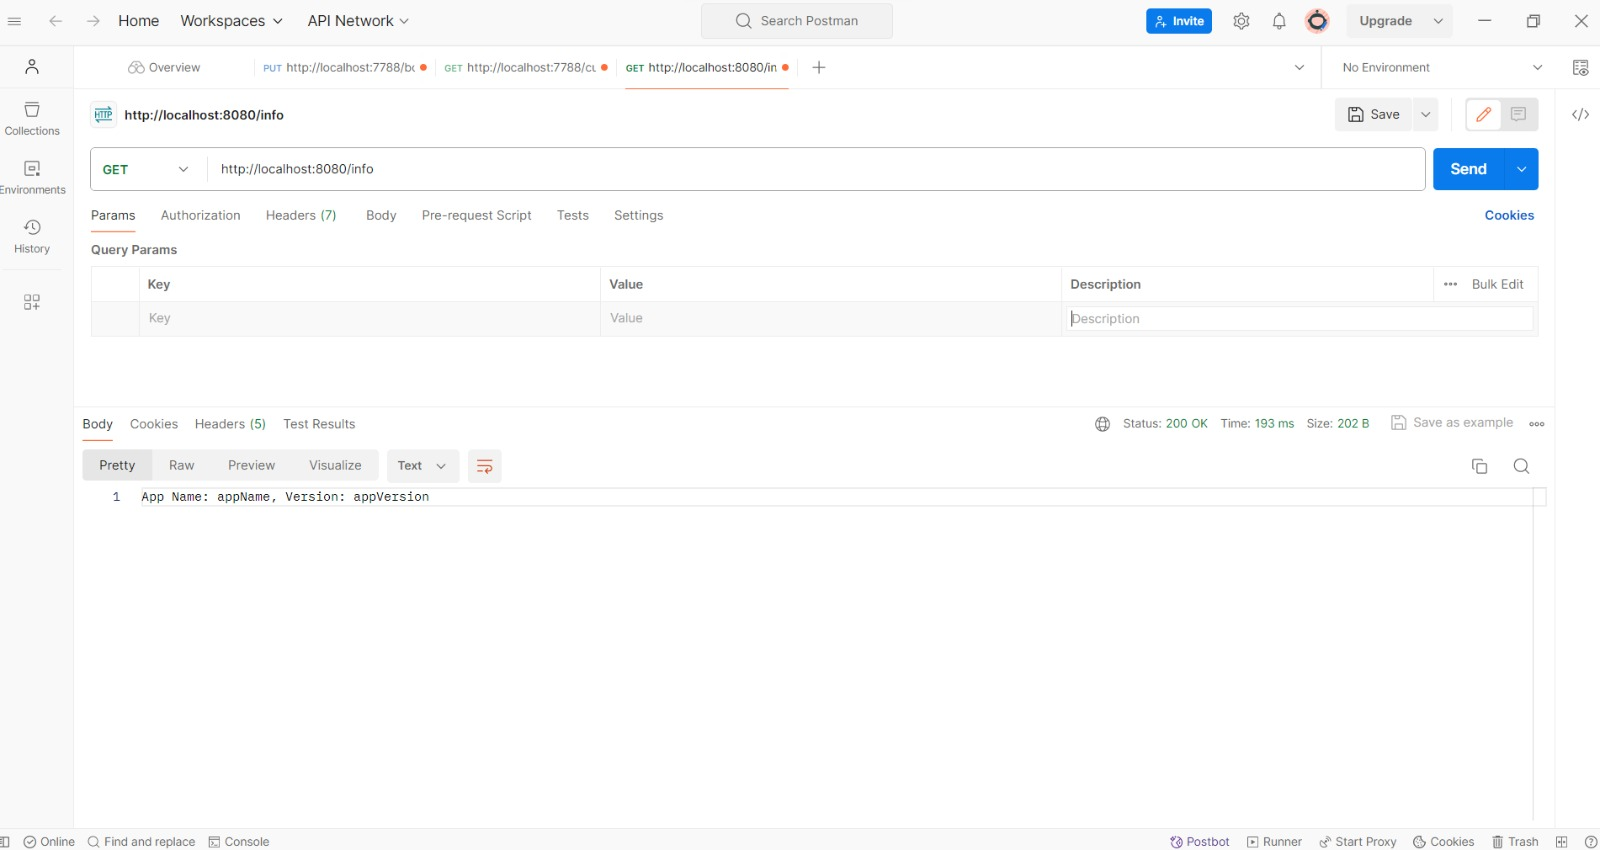 Home Workspaces API Network Search Postman Invite Upgrade
Overview PUT http://localhost:7788/bc GET http://localhost:7788/cu GET http://localhost:8080/in No Environment
HTTP http://localhost:8080/info Save
Collections
GET http://localhost:8080/info Send
Environments
Params Authorization Headers (7) Body Pre-request Script Tests Settings Cookies
History
Query Params
Key Value Description Bulk Edit
Key Value Description
Body Cookies Headers (5) Test Results Status: 200 OK Time: 193 ms Size: 202 B Save as example
Pretty Raw Preview Visualize Text
1 App Name: appName, Version: appVersion
Online Find and replace Console Postbot Runner Start Proxy Cookies Trash